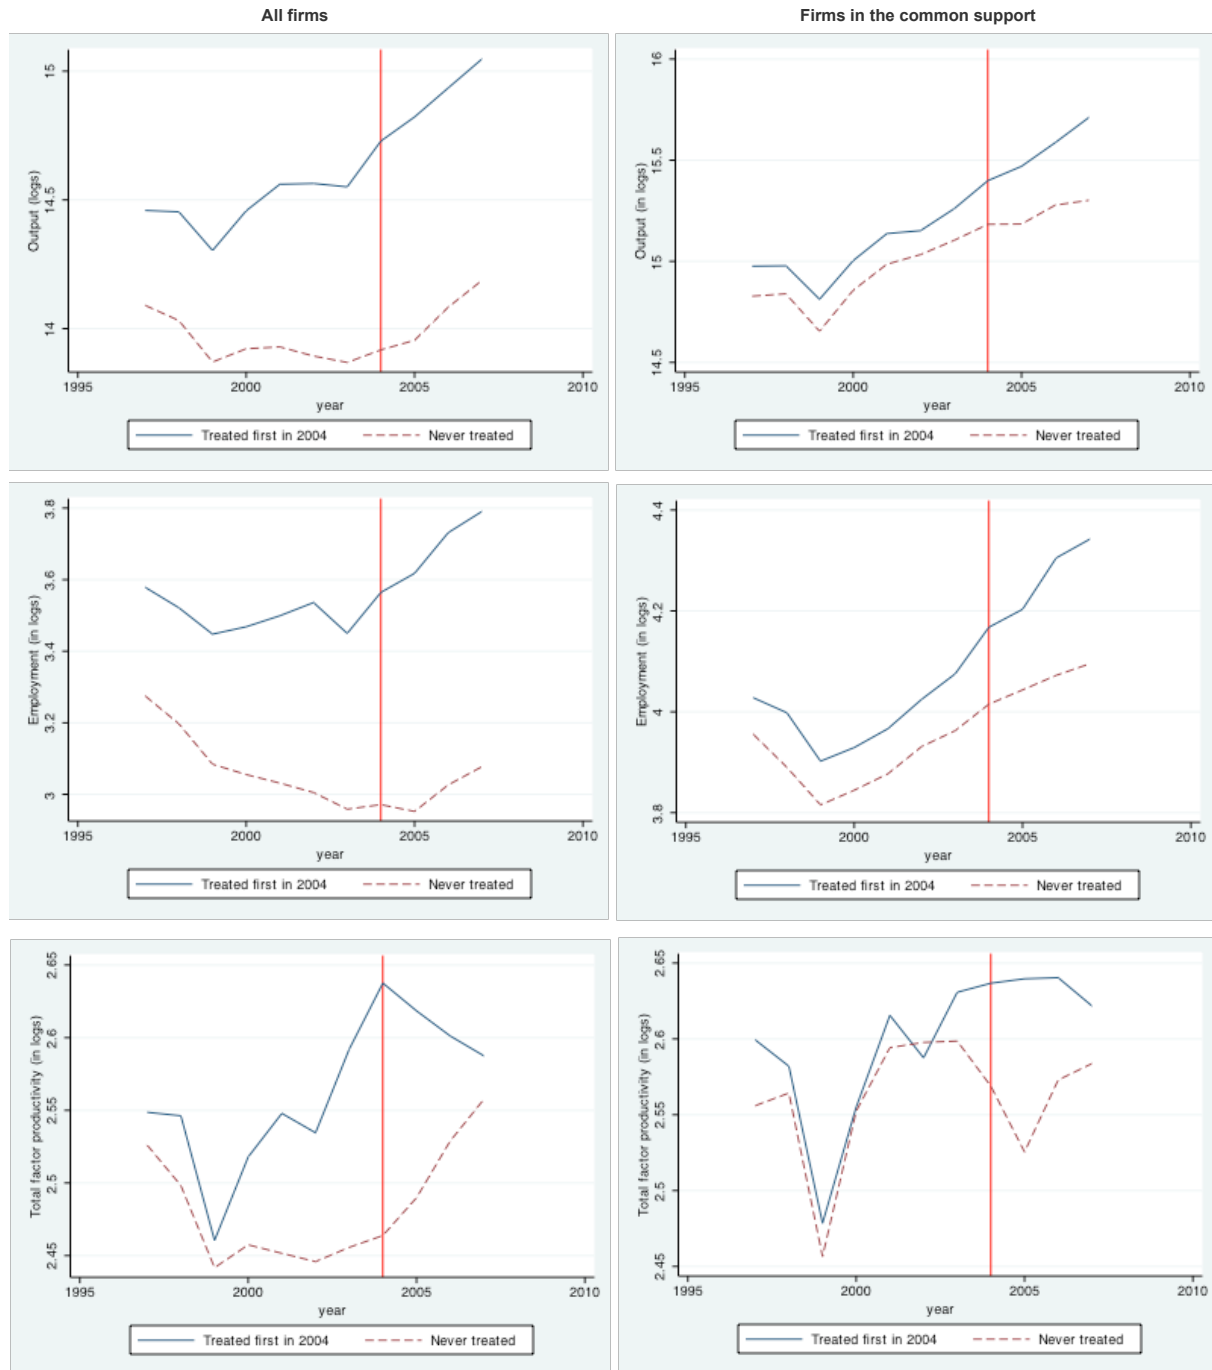 All firms
Firms in the common support
Output (logs)
15
14.5
14
1995 2000 2005 2010
year
Treated first in 2004 Never treated
Output (in logs)
16
15.5
15
14.5
1995 2000 2005 2010
year
Treated first in 2004 Never treated
Employment (in logs)
3.8
3.6
3.4
3.2
3
1995 2000 2005 2010
year
Treated first in 2004 Never treated
Employment (in logs)
4.4
4.2
4
3.8
1995 2000 2005 2010
year
Treated first in 2004 Never treated
Total factor productivity (in logs)
2.65
2.6
2.55
2.5
2.45
1995 2000 2005 2010
year
Treated first in 2004 Never treated
Total factor productivity (in logs)
2.65
2.6
2.55
2.5
2.45
1995 2000 2005 2010
year
Treated first in 2004 Never treated